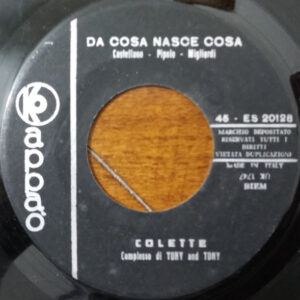 DA COSA NASCE COSA
Castellano - Pipolo - Migliardi
45 - ES 20128
MARCHIO DEPOSITATO
RISERVATI TUTTI I
DIRITTI
VIETATA DUPLICAZIONE
MADE IN ITALY
BIEM
COLETTE
Complesso di TONY and TONY